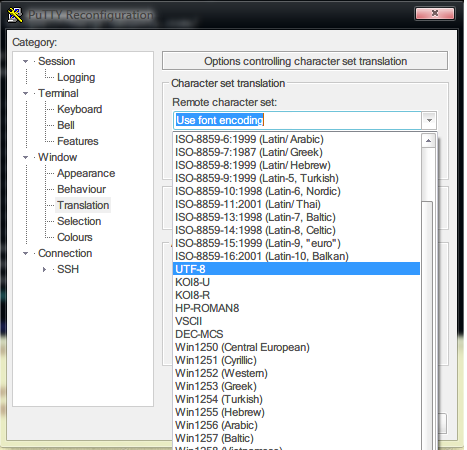 PuTTY Reconfiguration
Category:
Session
Logging
Terminal
Keyboard
Bell
Features
Window
Appearance
Behaviour
Translation
Selection
Colours
Connection
SSH
Options controlling character set translation
Character set translation
Remote character set:
Use font encoding
ISO-8859-6:1999 (Latin/Arabic)
ISO-8859-7:1987 (Latin/Greek)
ISO-8859-8:1999 (Latin/Hebrew)
ISO-8859-9:1999 (Latin-5, Turkish)
ISO-8859-10:1998 (Latin-6, Nordic)
ISO-8859-11:2001 (Latin/Thai)
ISO-8859-13:1998 (Latin-7, Baltic)
ISO-8859-14:1998 (Latin-8, Celtic)
ISO-8859-15:1999 (Latin-9, "euro")
ISO-8859-16:2001 (Latin-10, Balkan)
UTF-8
KOI8-U
KOI8-R
HP-ROMAN8
VSCII
DEC-MCS
Win1250 (Central European)
Win1251 (Cyrillic)
Win1252 (Western)
Win1253 (Greek)
Win1254 (Turkish)
Win1255 (Hebrew)
Win1256 (Arabic)
Win1257 (Baltic)
Win1258 (Vietnamese)